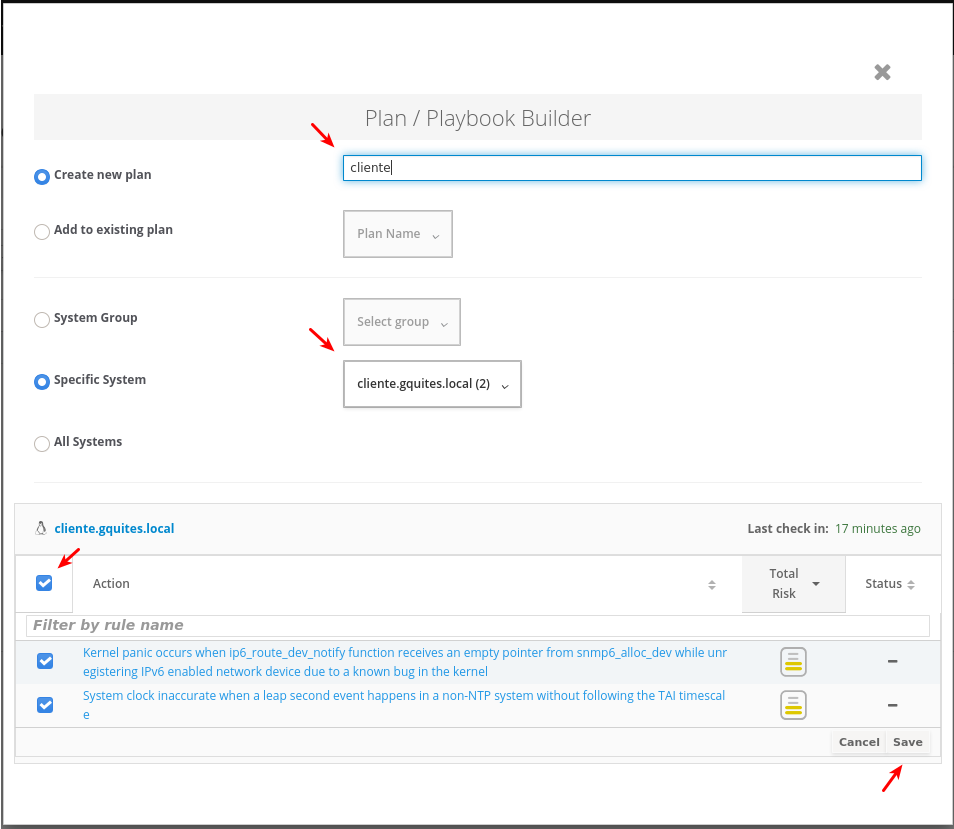 Plan / Playbook Builder
Create new plan
cliente
Add to existing plan
Plan Name
System Group
Select group
Specific System
cliente.gquites.local (2)
All Systems
cliente.gquites.local
Last check in: 17 minutes ago
Action
Total
Risk
Status
Filter by rule name
Kernel panic occurs when ip6_route_dev_notify function receives an empty pointer from snmp6_alloc_dev while unr
egistering IPv6 enabled network device due to a known bug in the kernel
System clock inaccurate when a leap second event happens in a non-NTP system without following the TAI timescal
e
Cancel
Save